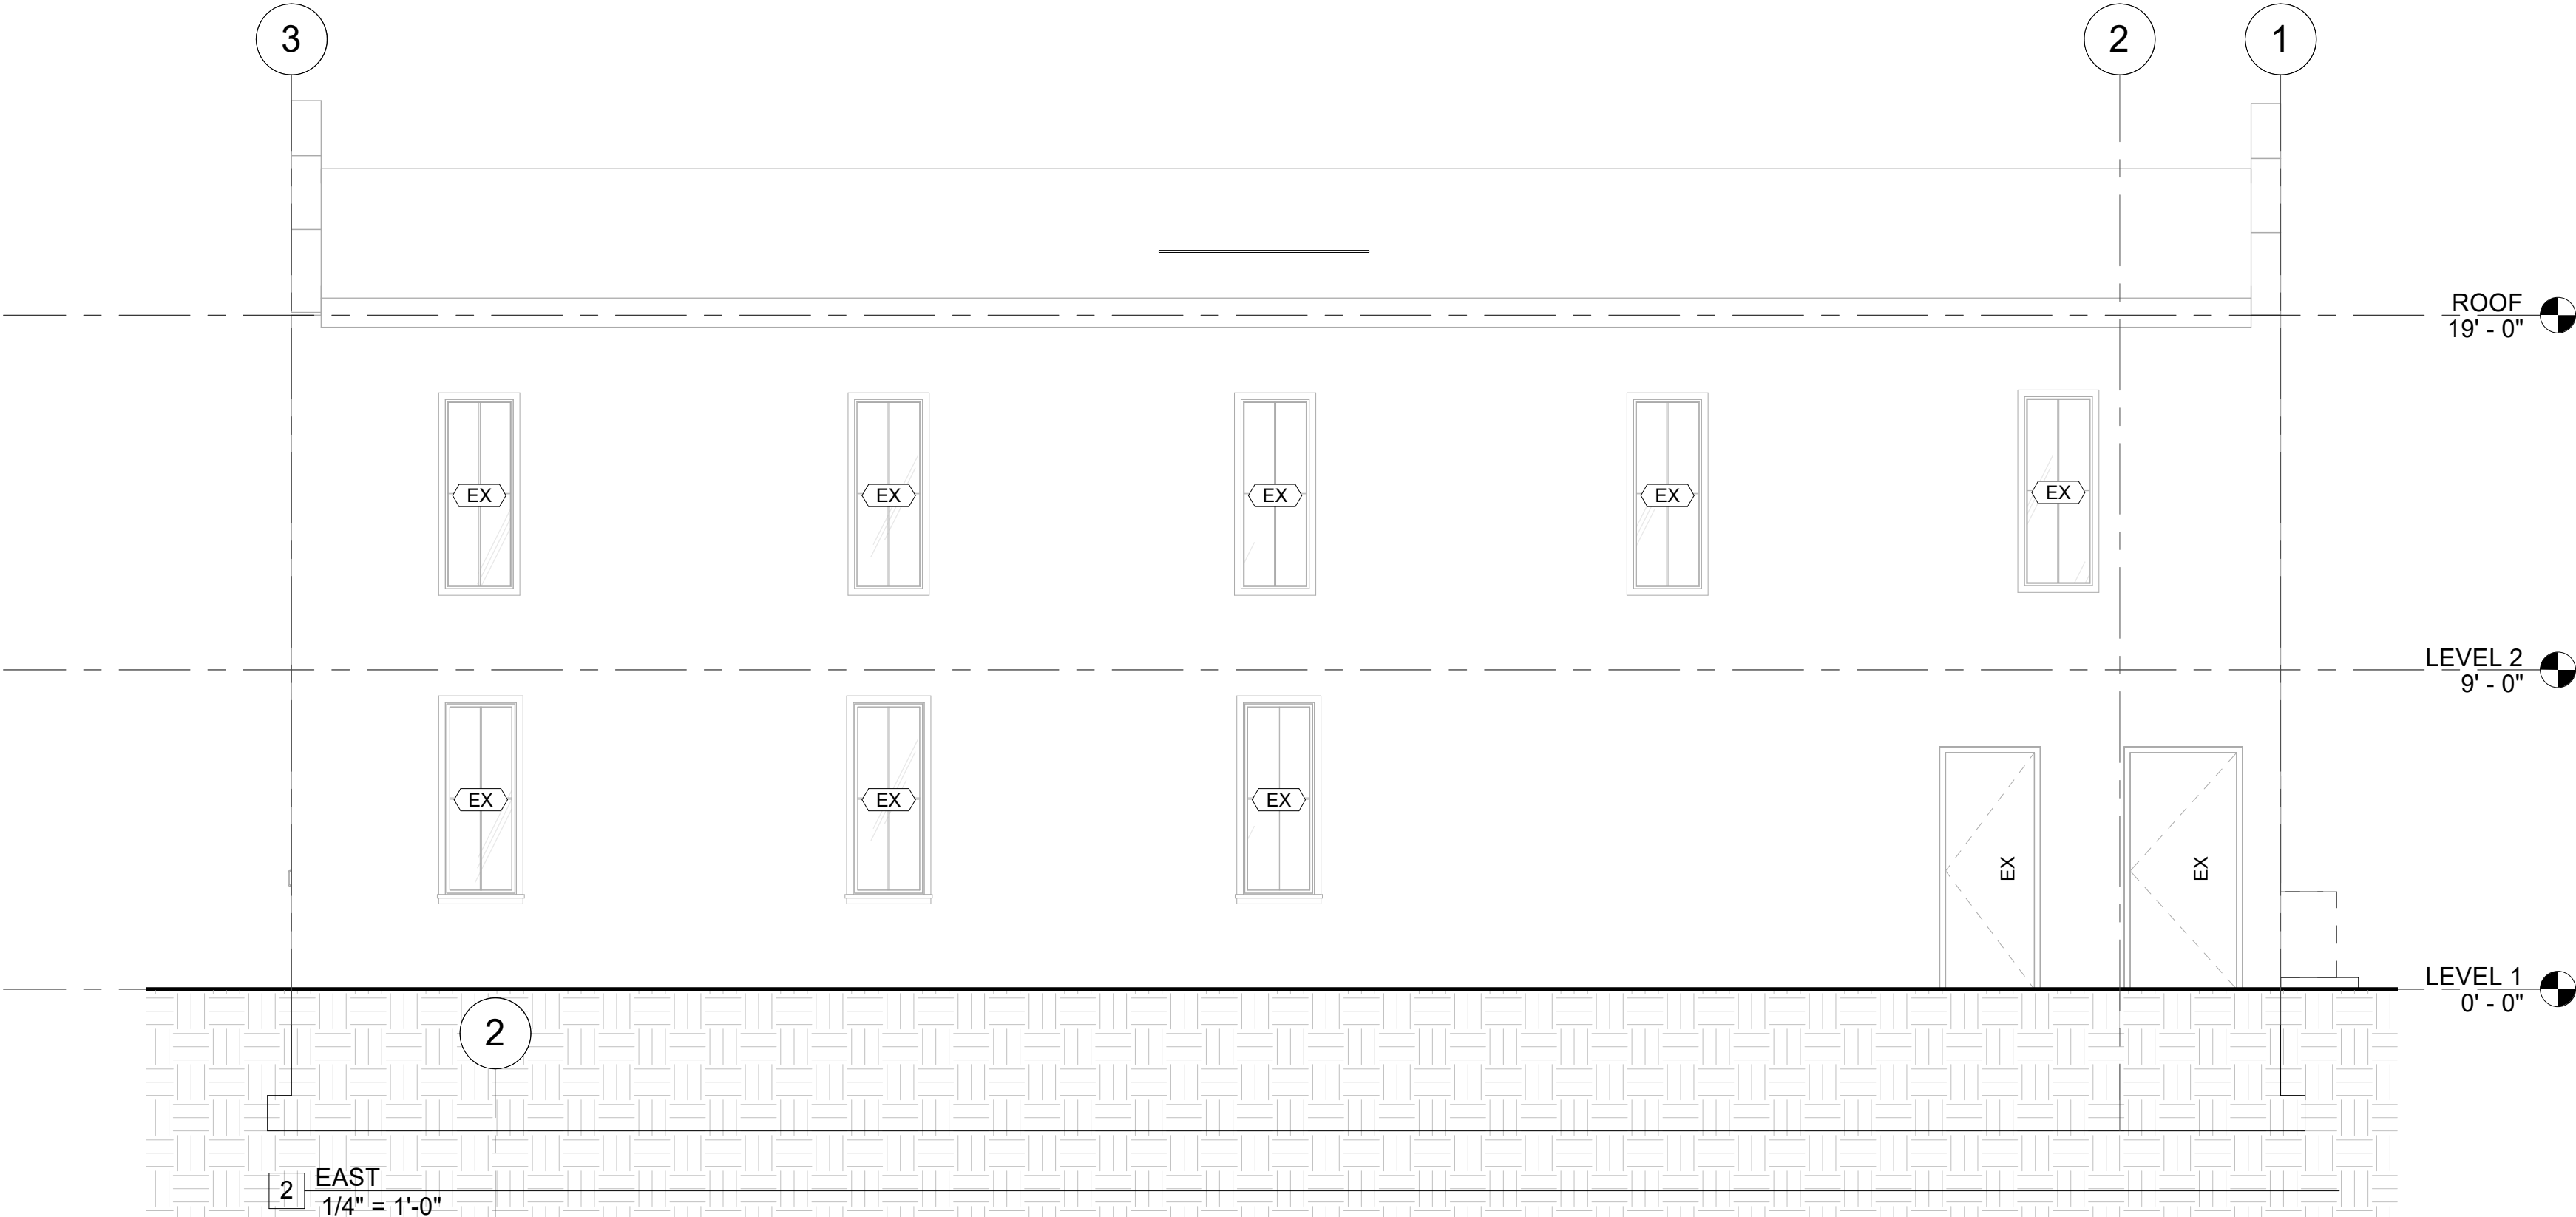 3
2
1
ROOF
19' - 0"
EX
EX
EX
EX
EX
LEVEL 2
9' - 0"
EX
EX
EX
EX
EX
LEVEL 1
0' - 0"
2
2
EAST
1/4" = 1'-0"